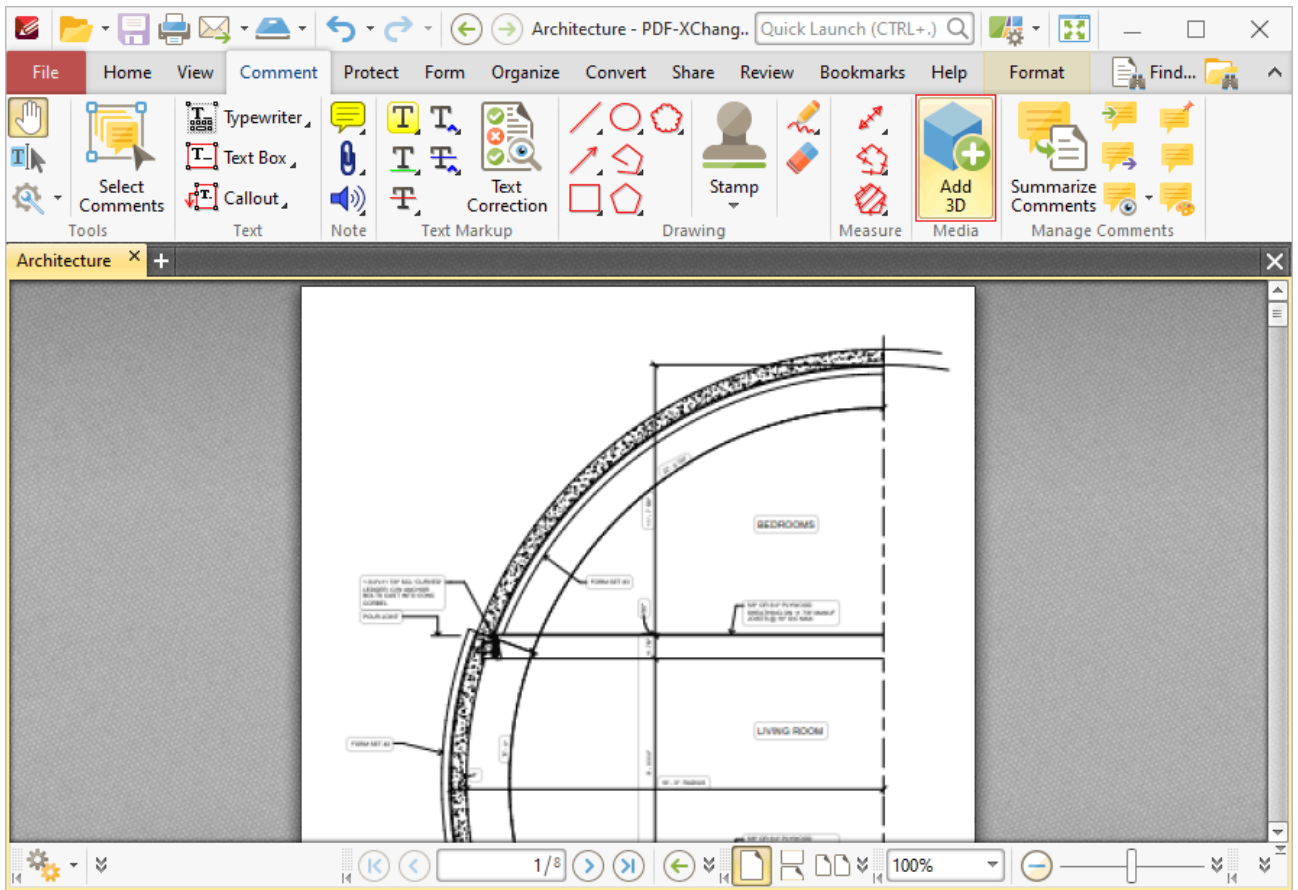 Architecture - PDF-XChang..
Quick Launch (CTRL+.)
File Home View Comment Protect Form Organize Convert Share Review Bookmarks Help Format Find...
Select Comments
Typewriter
Text Box
Callout
Text Correction
Stamp
Add 3D
Summarize Comments
Tools Text Note Text Markup Drawing Measure Media Manage Comments
Architecture
BEDROOMS
POUR JOINT
LIVING ROOM
1/8
100%